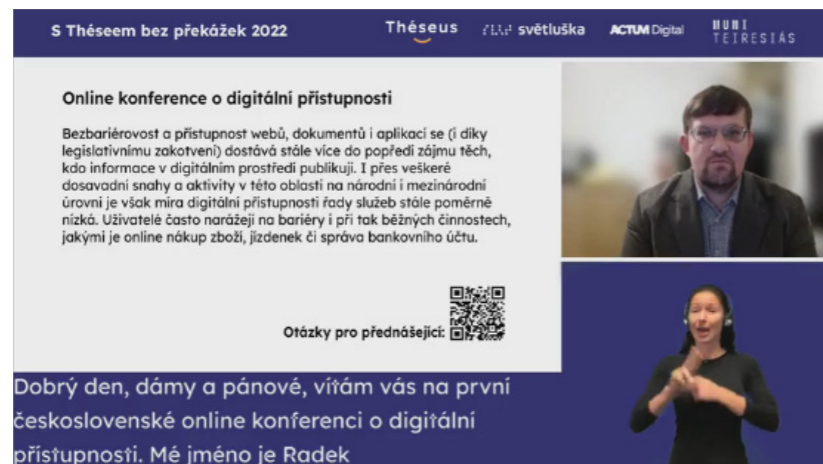 S Théseem bez překážek 2022
Théseus
světluška
ACTUM Digital
MUNI
TEIRESIÁS
Online konference o digitální přístupnosti
Bezbariérovost a přístupnost webů, dokumentů i aplikací se (i díky
legislativnímu zakotvení) dostává stále více do popředí zájmu těch,
kdo informace v digitálním prostředí publikují. I přes veškeré
dosavadní snahy a aktivity v této oblasti na národní i mezinárodní
úrovni je však míra digitální přístupnosti řady služeb stále poměrně
nízká. Uživatelé často narážejí na bariéry i při tak běžných činnostech,
jakými je online nákup zboží, jízdenek či správa bankovního účtu.
Otázky pro přednášející:
Dobrý den, dámy a pánové, vítám vás na první
československé online konferenci o digitální
přístupnosti. Mé jméno je Radek